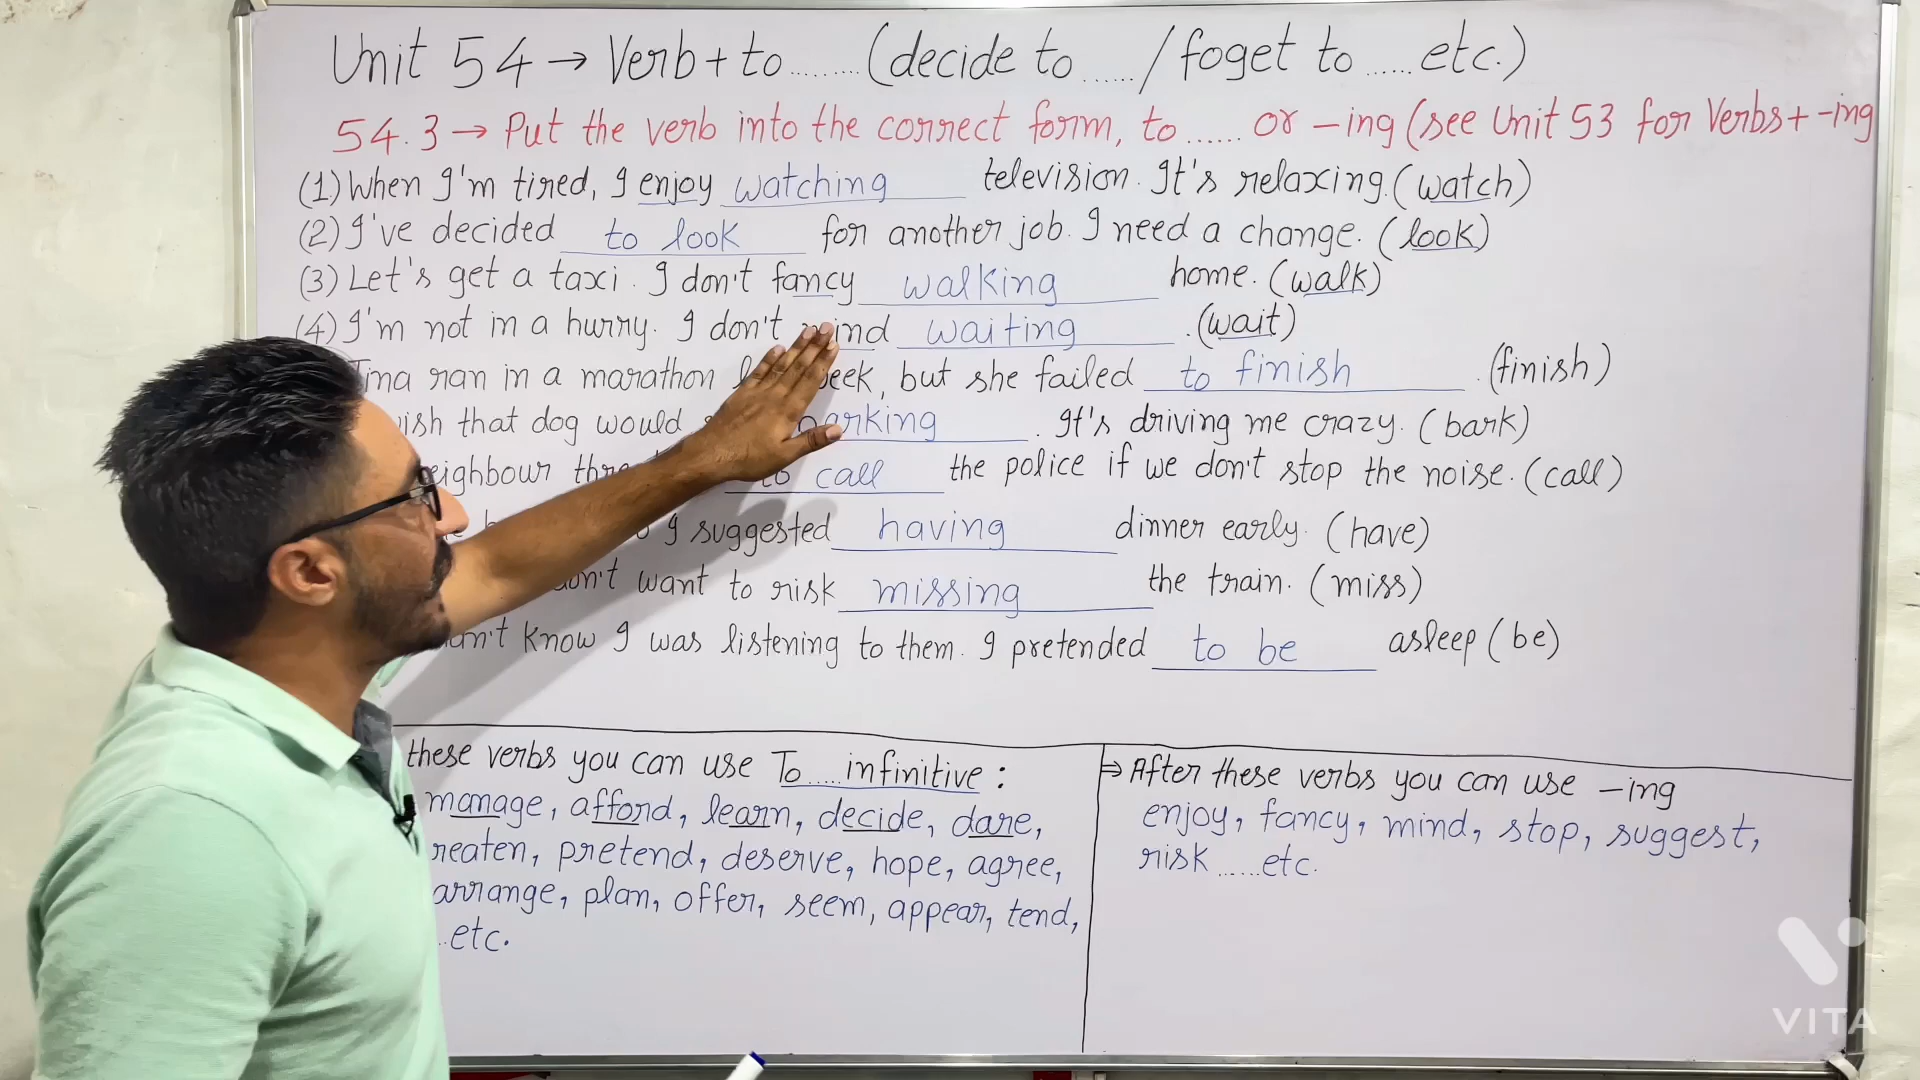 Unit 54 → Verb + to ........ (decide to ...... / foget to ...... etc.)
54.3 → Put the verb into the correct form, to ...... or -ing (see Unit 53 for Verbs + -ing
(1) When I'm tired, I enjoy watching television. It's relaxing. (watch)
(2) I've decided to look for another job. I need a change. (look)
(3) Let's get a taxi. I don't fancy walking home. (walk)
(4) I'm not in a hurry. I don't mind waiting. (wait)
Tina ran in a marathon week, but she failed to finish. (finish)
that dog would barking. It's driving me crazy. (bark)
to call the police if we don't stop the noise. (call)
I suggested having dinner early. (have)
want to risk missing the train. (miss)
know I was listening to them. I pretended to be asleep (be)
these verbs you can use To ..... infinitive :
manage, afford, learn, decide, dare,
pretend, deserve, hope, agree,
arrange, plan, offer, seem, appear, tend,
..etc.
⇒ After these verbs you can use -ing
enjoy, fancy, mind, stop, suggest,
risk ......etc.
VITA